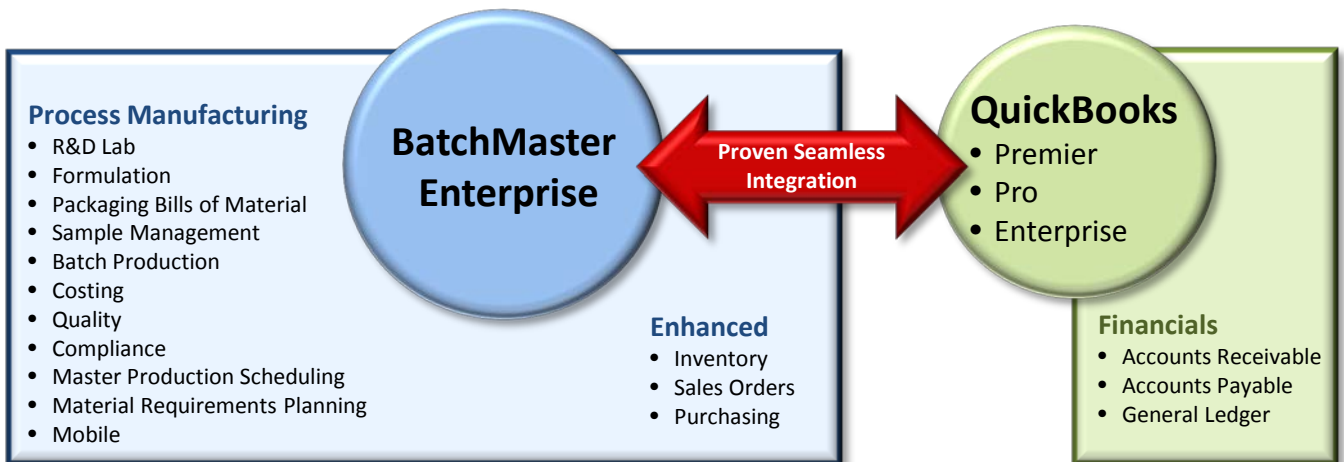 Process Manufacturing
• R&D Lab
• Formulation
• Packaging Bills of Material
• Sample Management
• Batch Production
• Costing
• Quality
• Compliance
• Master Production Scheduling
• Material Requirements Planning
• Mobile
BatchMaster
Enterprise
Enhanced
• Inventory
• Sales Orders
• Purchasing
Proven Seamless
Integration
QuickBooks
• Premier
• Pro
• Enterprise
Financials
• Accounts Receivable
• Accounts Payable
• General Ledger